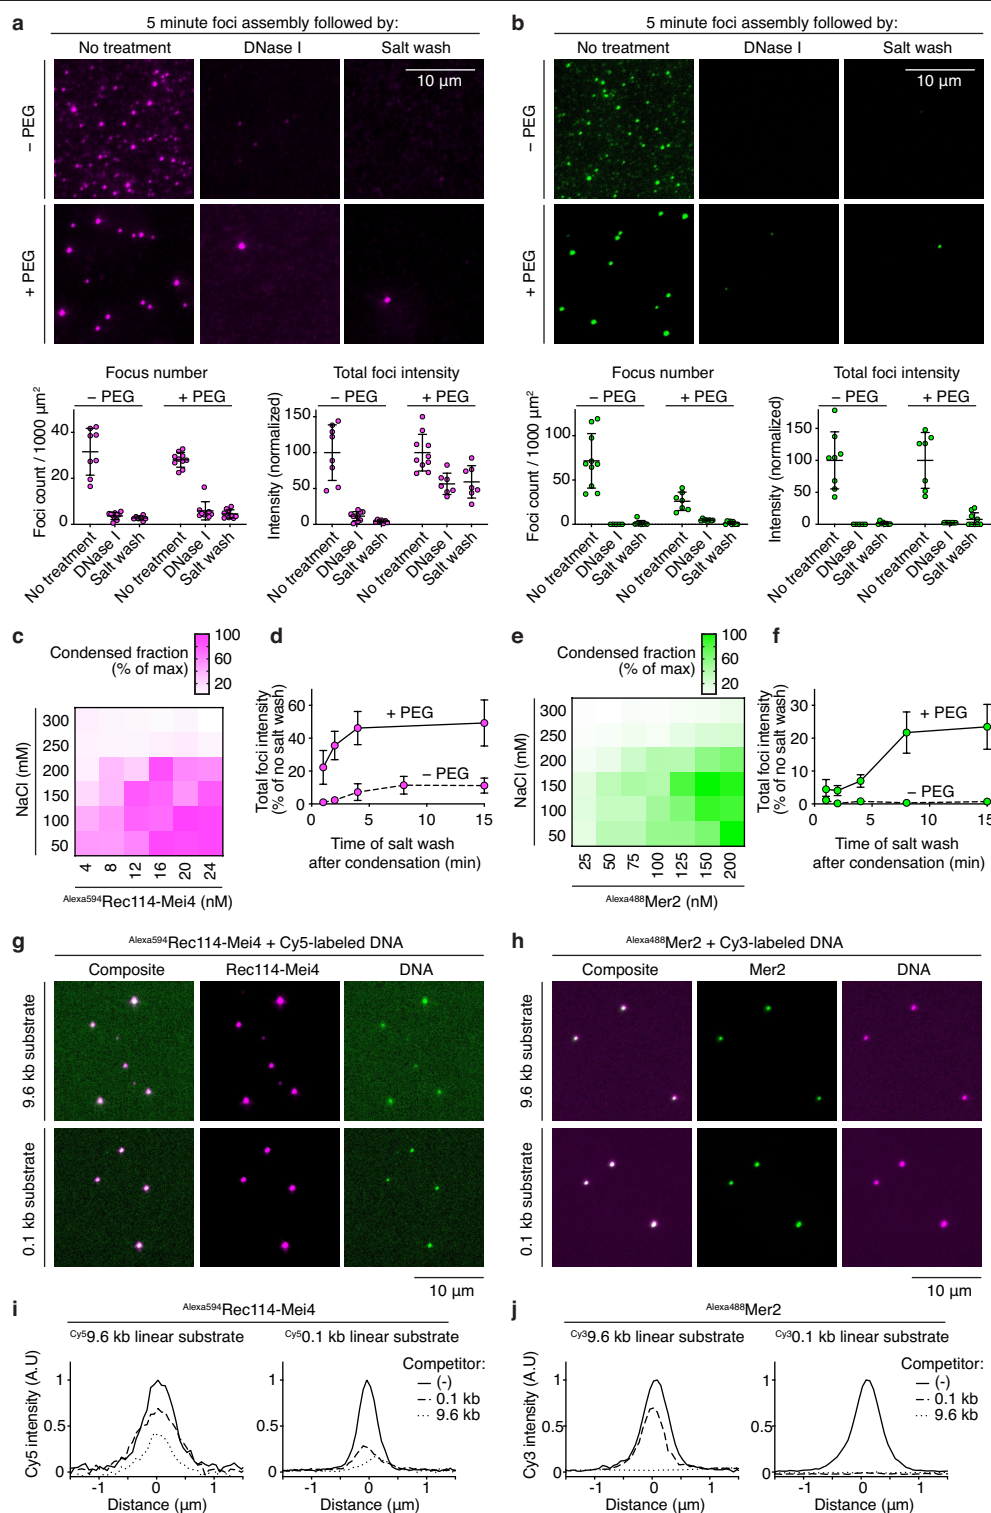 a
5 minute foci assembly followed by:
No treatment DNase I Salt wash
10 µm
– PEG
+ PEG
Focus number
– PEG + PEG
Foci count / 1000 µm²
40
20
0
No treatment DNase I Salt wash No treatment DNase I Salt wash
Total foci intensity
– PEG + PEG
Intensity (normalized)
150
100
50
0
No treatment DNase I Salt wash No treatment DNase I Salt wash
b
5 minute foci assembly followed by:
No treatment DNase I Salt wash
10 µm
– PEG
+ PEG
Focus number
– PEG + PEG
Foci count / 1000 µm²
100
50
0
No treatment DNase I Salt wash No treatment DNase I Salt wash
Total foci intensity
– PEG + PEG
Intensity (normalized)
150
100
50
0
No treatment DNase I Salt wash No treatment DNase I Salt wash
c
Condensed fraction
(% of max)
100
60
20
NaCl (mM)
300
250
200
150
100
50
4 8 12 16 20 24
Alexa594Rec114-Mei4 (nM)
d
Total foci intensity
(% of no salt wash)
60
40
20
0
+ PEG
– PEG
0 5 10 15
Time of salt wash
after condensation (min)
e
Condensed fraction
(% of max)
100
60
20
NaCl (mM)
300
250
200
150
100
50
25 50 75 100 125 150 200
Alexa488Mer2 (nM)
f
Total foci intensity
(% of no salt wash)
30
20
10
0
+ PEG
– PEG
0 5 10 15
Time of salt wash
after condensation (min)
g
Alexa594Rec114-Mei4 + Cy5-labeled DNA
Composite Rec114-Mei4 DNA
9.6 kb substrate
0.1 kb substrate
10 µm
h
Alexa488Mer2 + Cy3-labeled DNA
Composite Mer2 DNA
9.6 kb substrate
0.1 kb substrate
10 µm
i
Alexa594Rec114-Mei4
Cy59.6 kb linear substrate Cy50.1 kb linear substrate
Cy5 intensity (A.U)
1
0.5
0
-1 0 1
Distance (µm)
1
0.5
0
-1 0 1
Distance (µm)
Competitor:
(-)
0.1 kb
9.6 kb
j
Alexa488Mer2
Cy39.6 kb linear substrate Cy30.1 kb linear substrate
Cy3 intensity (A.U)
1
0.5
0
-1 0 1
Distance (µm)
1
0.5
0
-1 0 1
Distance (µm)
Competitor:
(-)
0.1 kb
9.6 kb